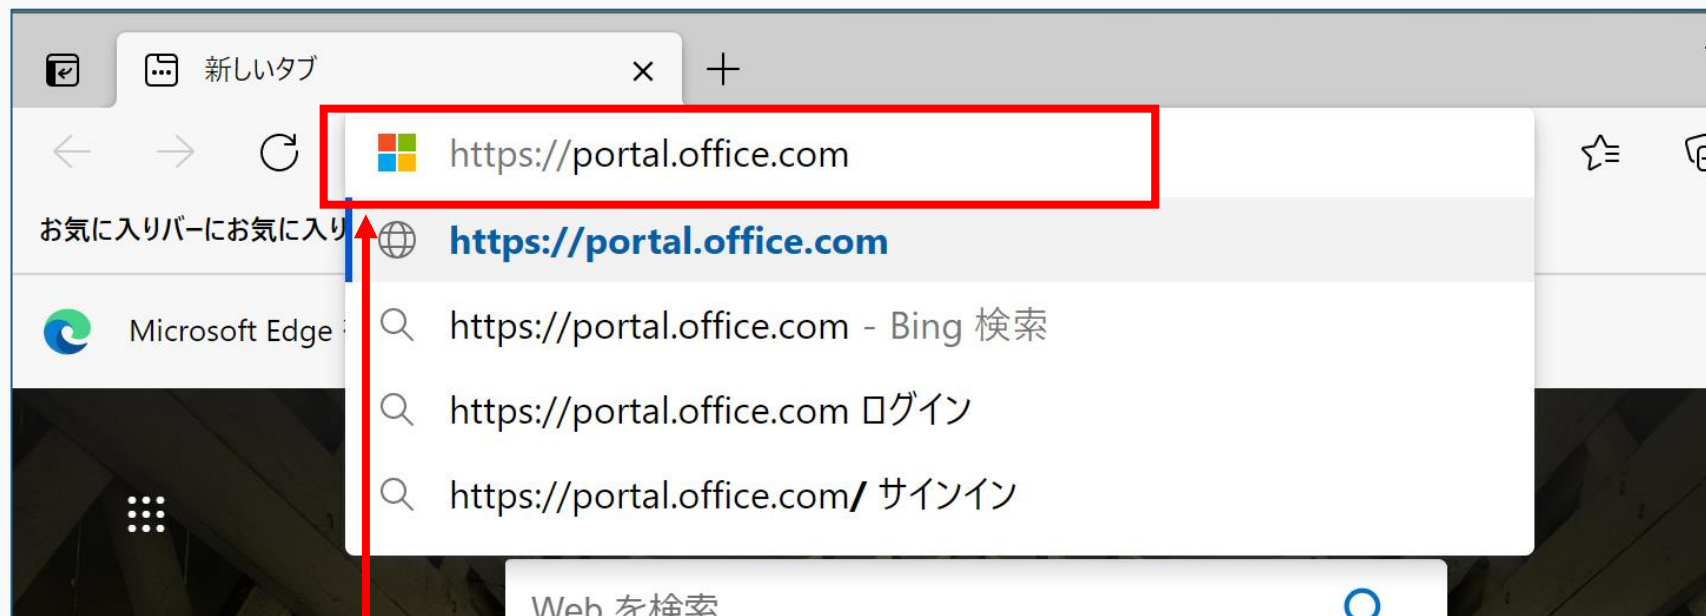 新しいタブ
https://portal.office.com
お気に入りバーにお気に入り
https://portal.office.com
Microsoft Edge
https://portal.office.com - Bing 検索
https://portal.office.com ログイン
https://portal.office.com/ サインイン
Web を検索